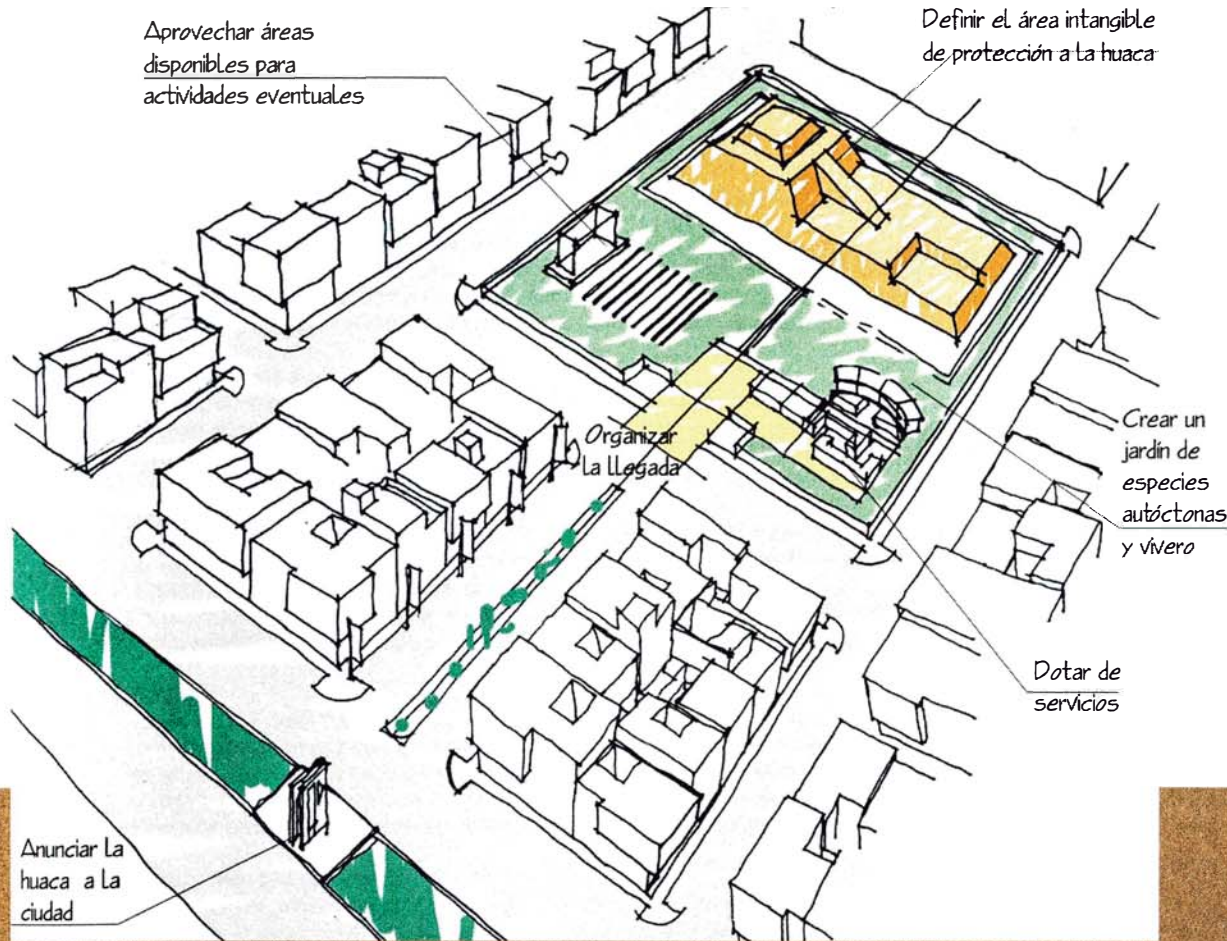 Aprovechar áreas
disponibles para
actividades eventuales
Definir el área intangible
de protección a la huaca
Organizar
la llegada
Crear un
jardín de
especies
autóctonas
y vivero
Dotar de
servicios
Anunciar la
huaca a la
ciudad